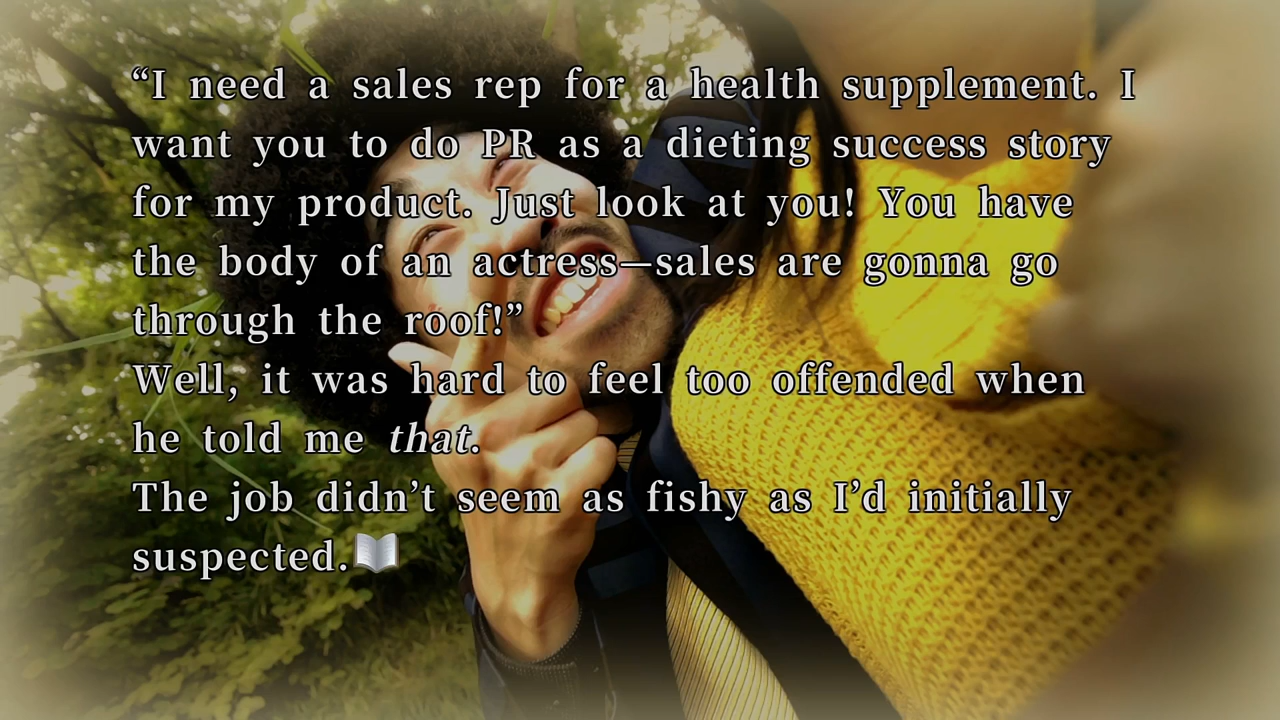 “I need a sales rep for a health supplement. I
want you to do PR as a dieting success story
for my product. Just look at you! You have
the body of an actress—sales are gonna go
through the roof!”
Well, it was hard to feel too offended when
he told me that.
The job didn’t seem as fishy as I’d initially
suspected.